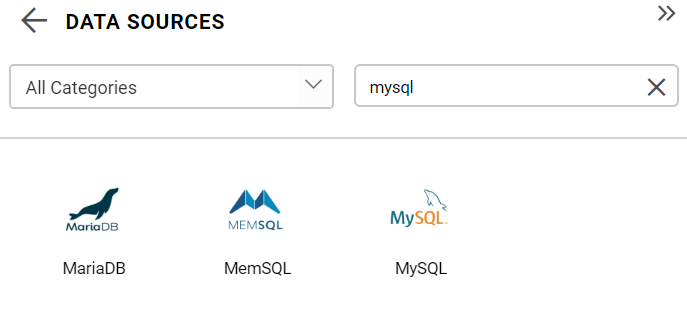 DATA SOURCES
All Categories
mysql
MariaDB
MEMSQL
MySQL
MariaDB
MemSQL
MySQL